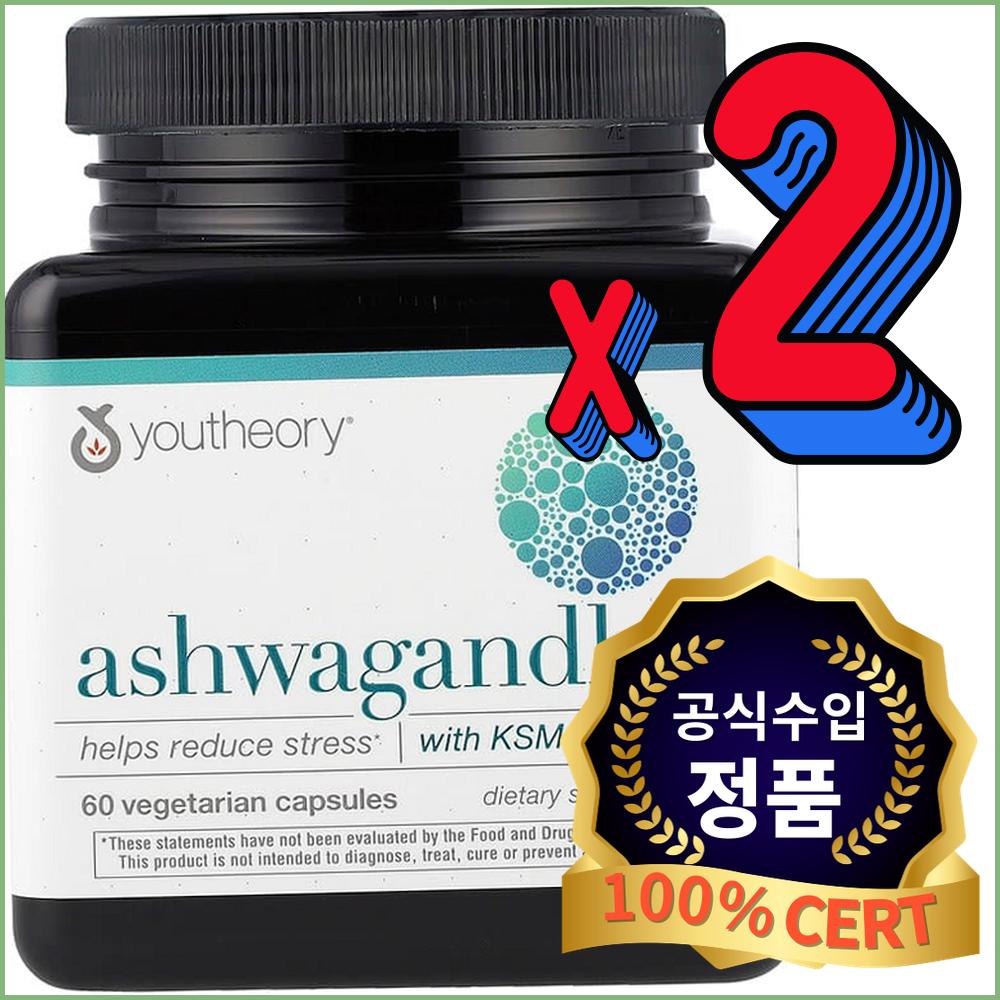 x2
youtheory®
helps reduce stress*
with
60 vegetarian capsules
dietary
*These statements have not been evaluated by the Food and Drug
This product is not intended to diagnose, treat, cure or prevent
공식수입
정품
100% CERT